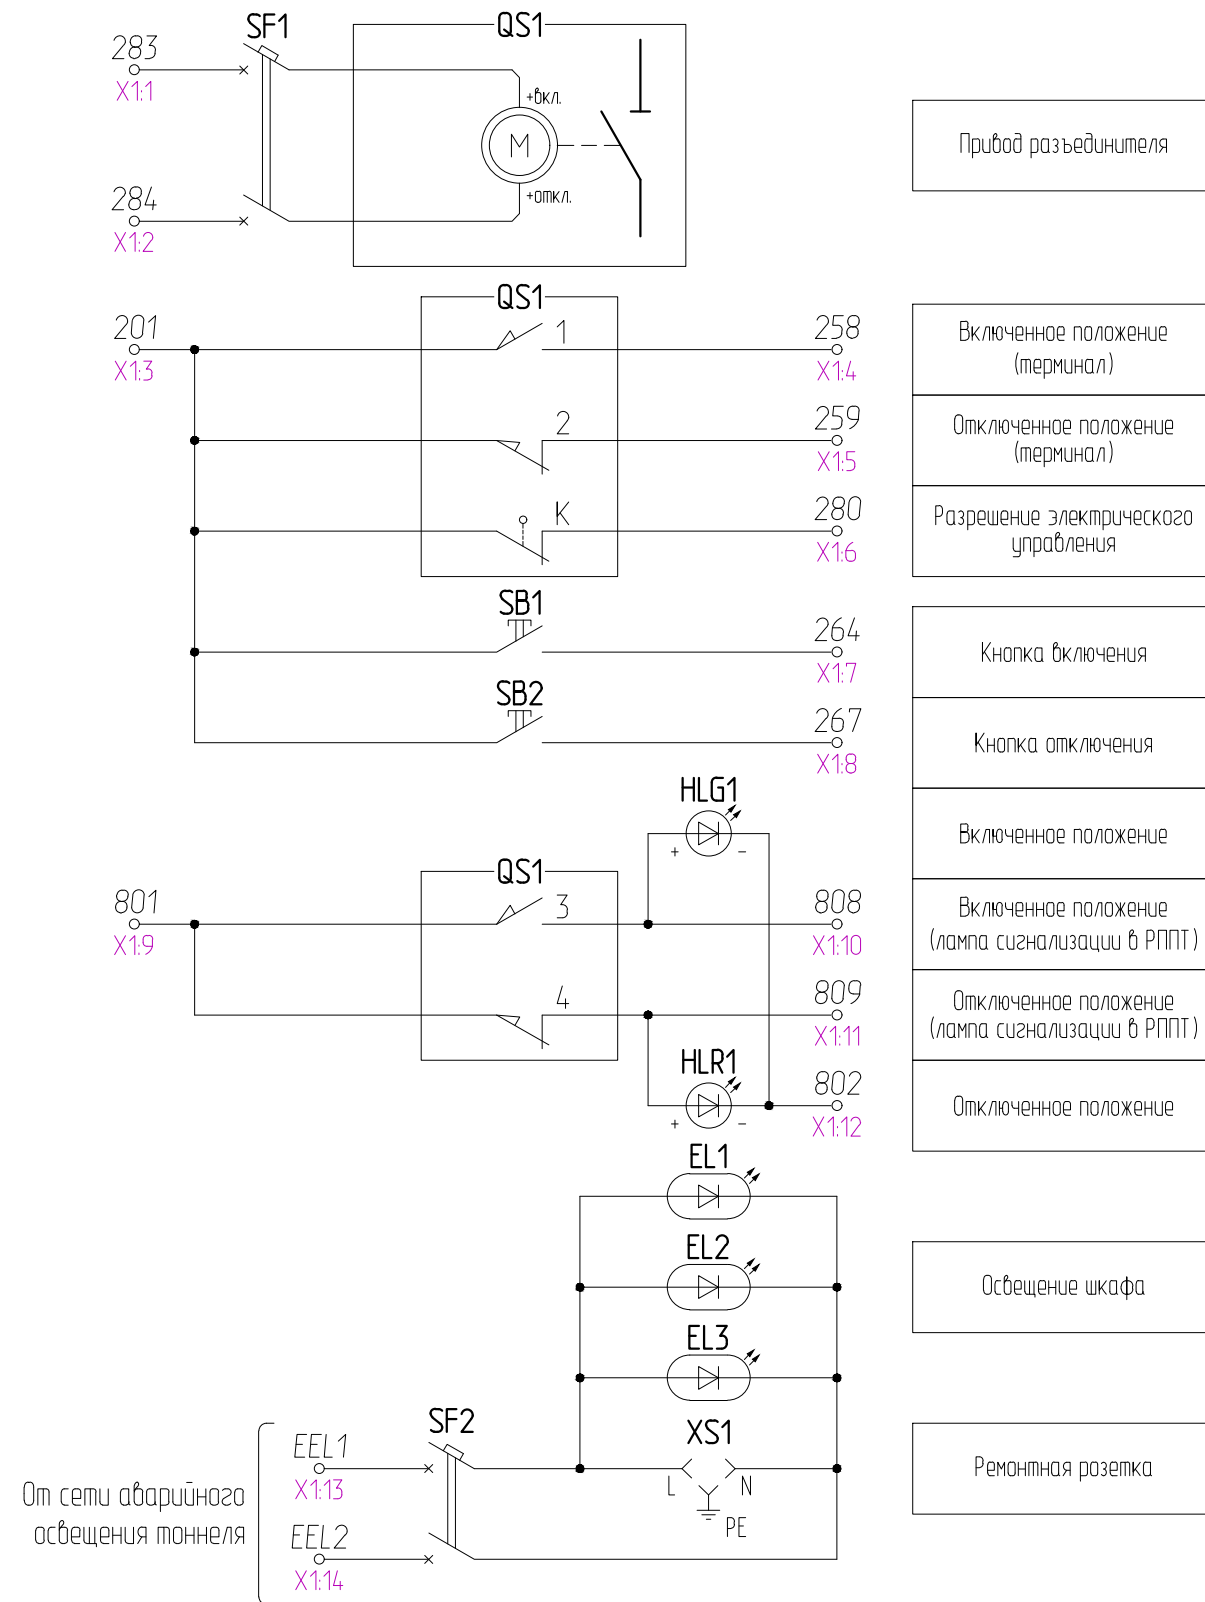 SF1
QS1
283
X1:1
+вкл.
M
Привод разъединителя
284
X1:2
+откл.
QS1
201
X1:3
1
258
X1:4
Включенное положение
(терминал)
2
259
X1:5
Отключенное положение
(терминал)
K
280
X1:6
Разрешение электрического
управления
SB1
264
X1:7
Кнопка включения
SB2
267
X1:8
Кнопка отключения
HLG1
+
-
Включенное положение
QS1
801
X1:9
3
808
X1:10
Включенное положение
(лампа сигнализации в РППТ)
4
809
X1:11
Отключенное положение
(лампа сигнализации в РППТ)
HLR1
+
-
802
X1:12
Отключенное положение
EL1
EL2
Освещение шкафа
EL3
SF2
XS1
EEL1
X1:13
L
N
PE
Ремонтная розетка
От сети аварийного
освещения тоннеля
EEL2
X1:14